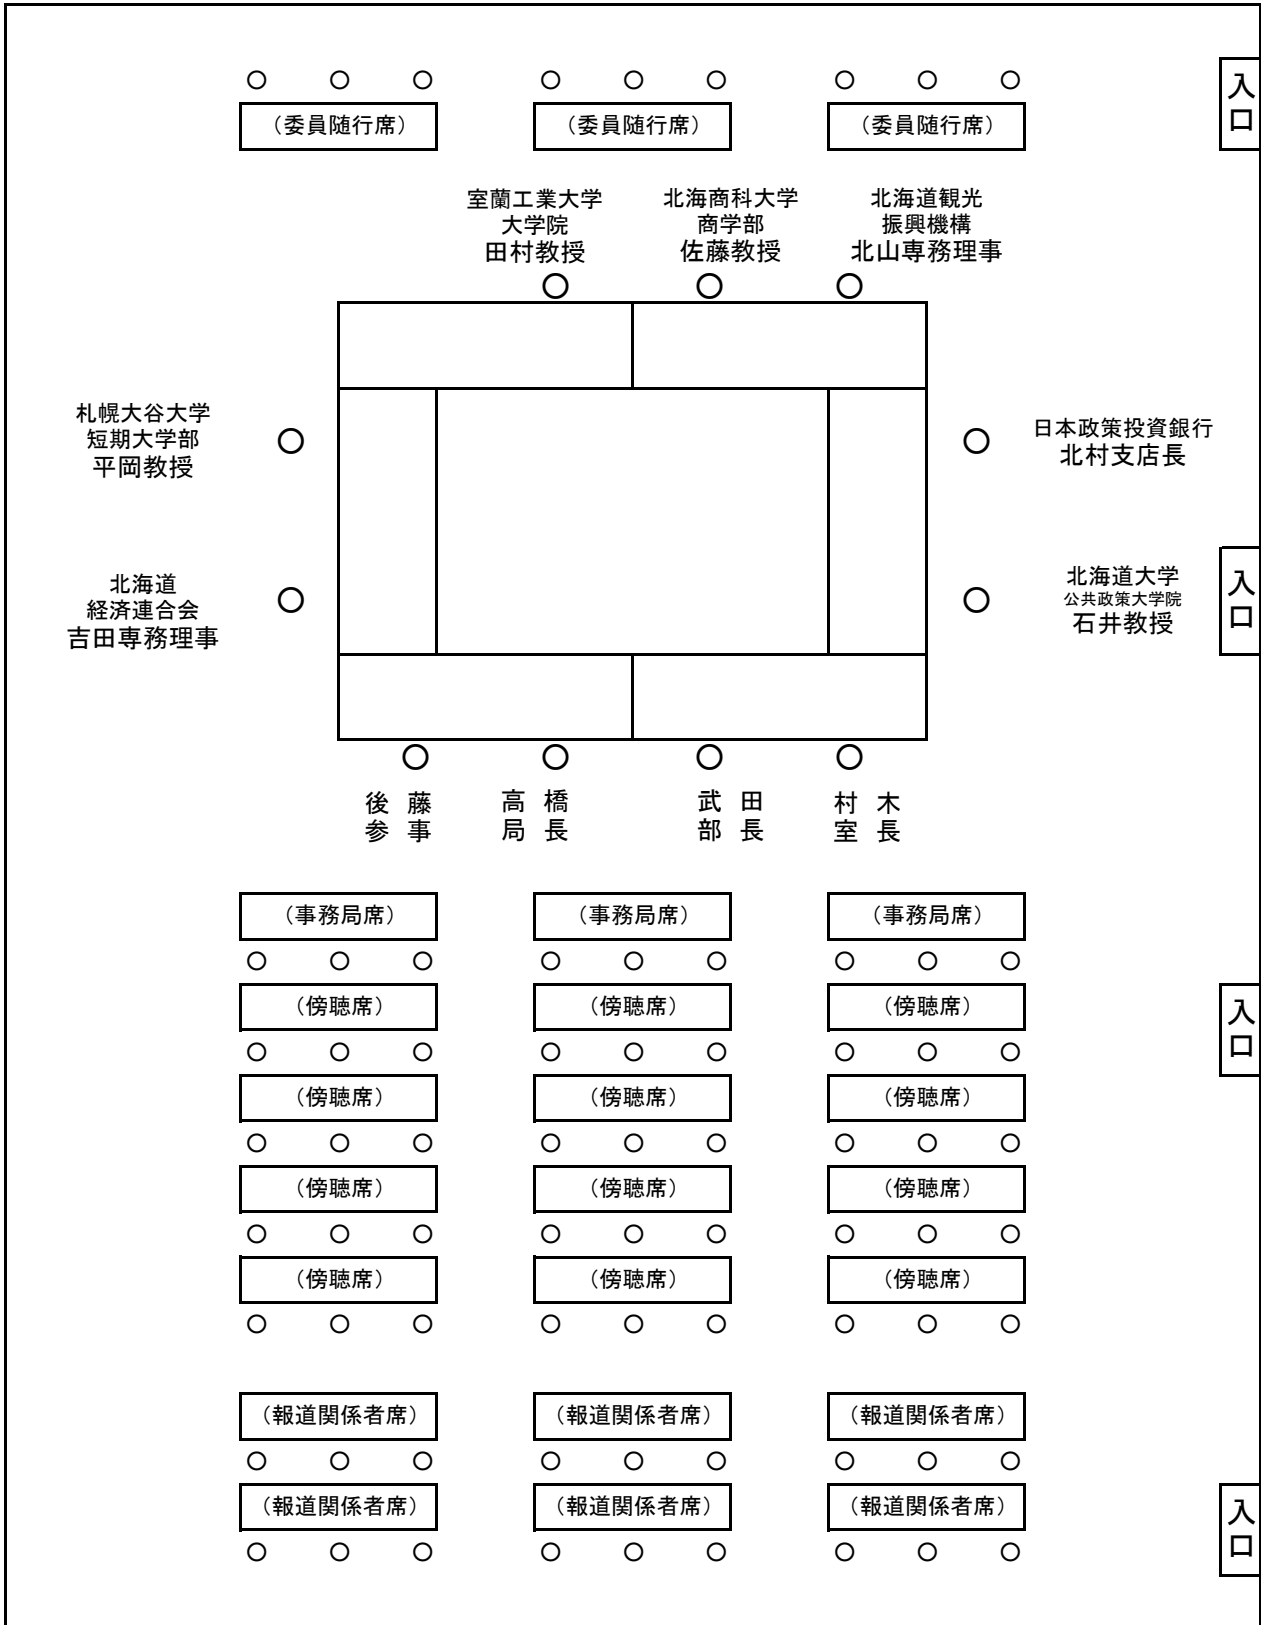 （委員随行席）
（委員随行席）
（委員随行席）
入口
室蘭工業大学
大学院
田村教授
北海商科大学
商学部
佐藤教授
北海道観光
振興機構
北山専務理事
札幌大谷大学
短期大学部
平岡教授
日本政策投資銀行
北村支店長
北海道
経済連合会
吉田専務理事
北海道大学
公共政策大学院
石井教授
入口
後藤
参事
高橋
局長
武田
部長
村木
室長
（事務局席）
（事務局席）
（事務局席）
（傍聴席）
（傍聴席）
（傍聴席）
入口
（傍聴席）
（傍聴席）
（傍聴席）
（傍聴席）
（傍聴席）
（傍聴席）
（傍聴席）
（傍聴席）
（傍聴席）
（報道関係者席）
（報道関係者席）
（報道関係者席）
（報道関係者席）
（報道関係者席）
（報道関係者席）
入口